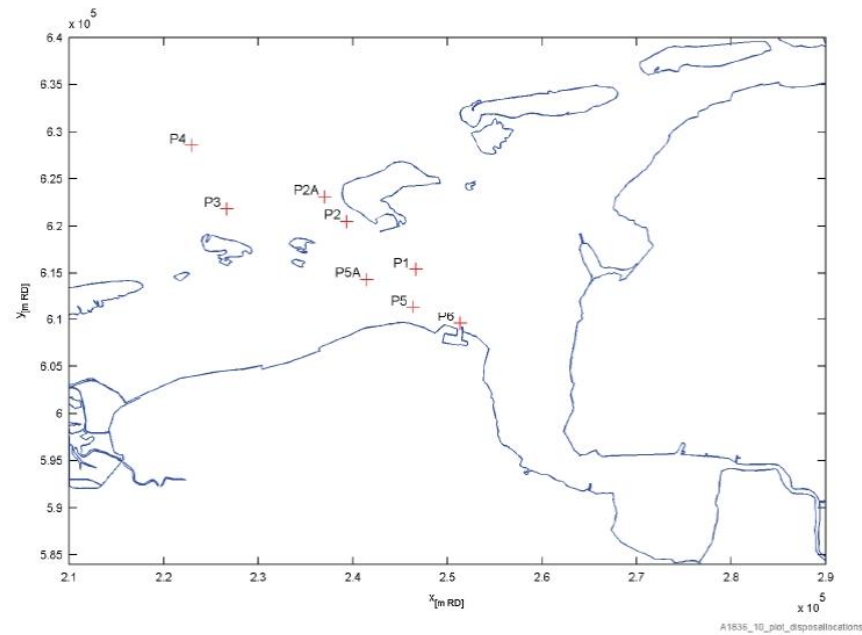 x 10^5
6.4
6.35
6.3
6.25
6.2
6.15
6.1
6.05
6
5.95
5.9
5.85
y[m RD]
P4
P3
P2A
P2
P1
P5A
P5
P6
2.1 2.2 2.3 2.4 2.5 2.6 2.7 2.8 2.9
x[m RD]
x 10^5
A1836_10_plot_disposallocations